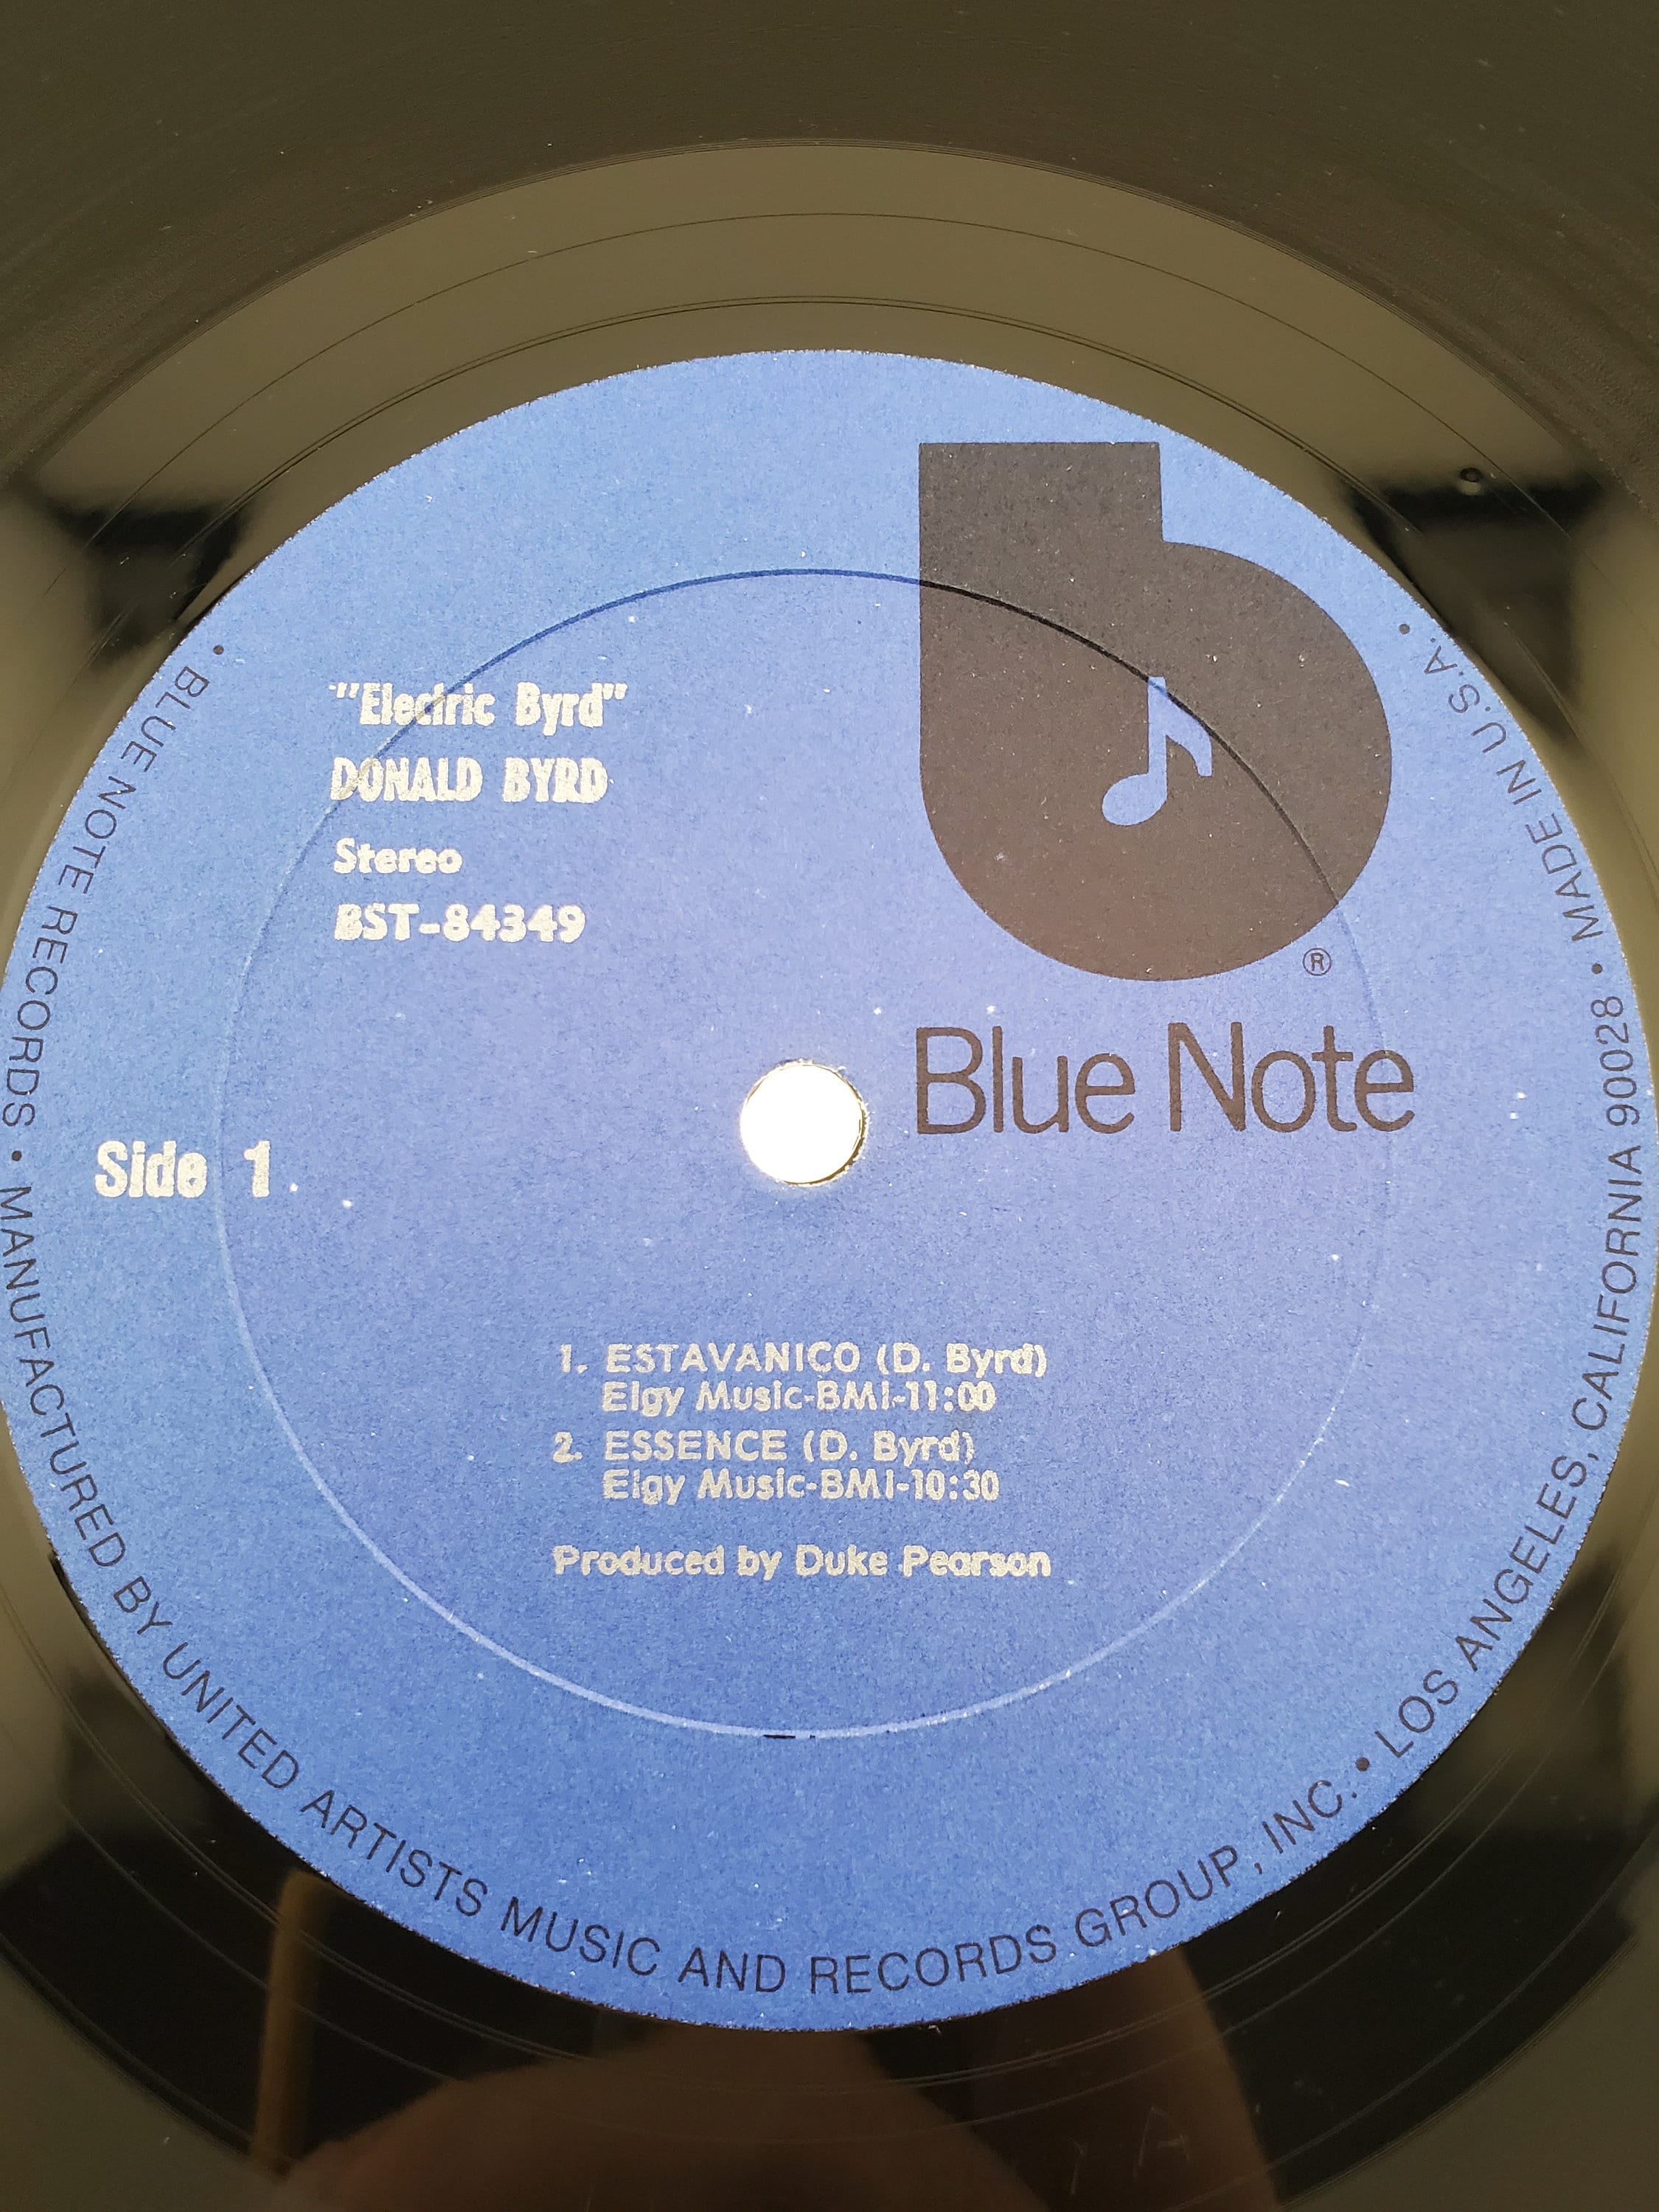 "Electric Byrd"
DONALD BYRD
Stereo
BST-84349
®
Blue Note
Side 1
1. ESTAVANICO (D. Byrd)
Elgy Music-BMI-11:00
2. ESSENCE (D. Byrd)
Elgy Music-BMI-10:30
Produced by Duke Pearson
• BLUE NOTE RECORDS • MANUFACTURED BY UNITED ARTISTS MUSIC AND RECORDS GROUP, INC. • LOS ANGELES, CALIFORNIA 90028 • MADE IN U.S.A. •